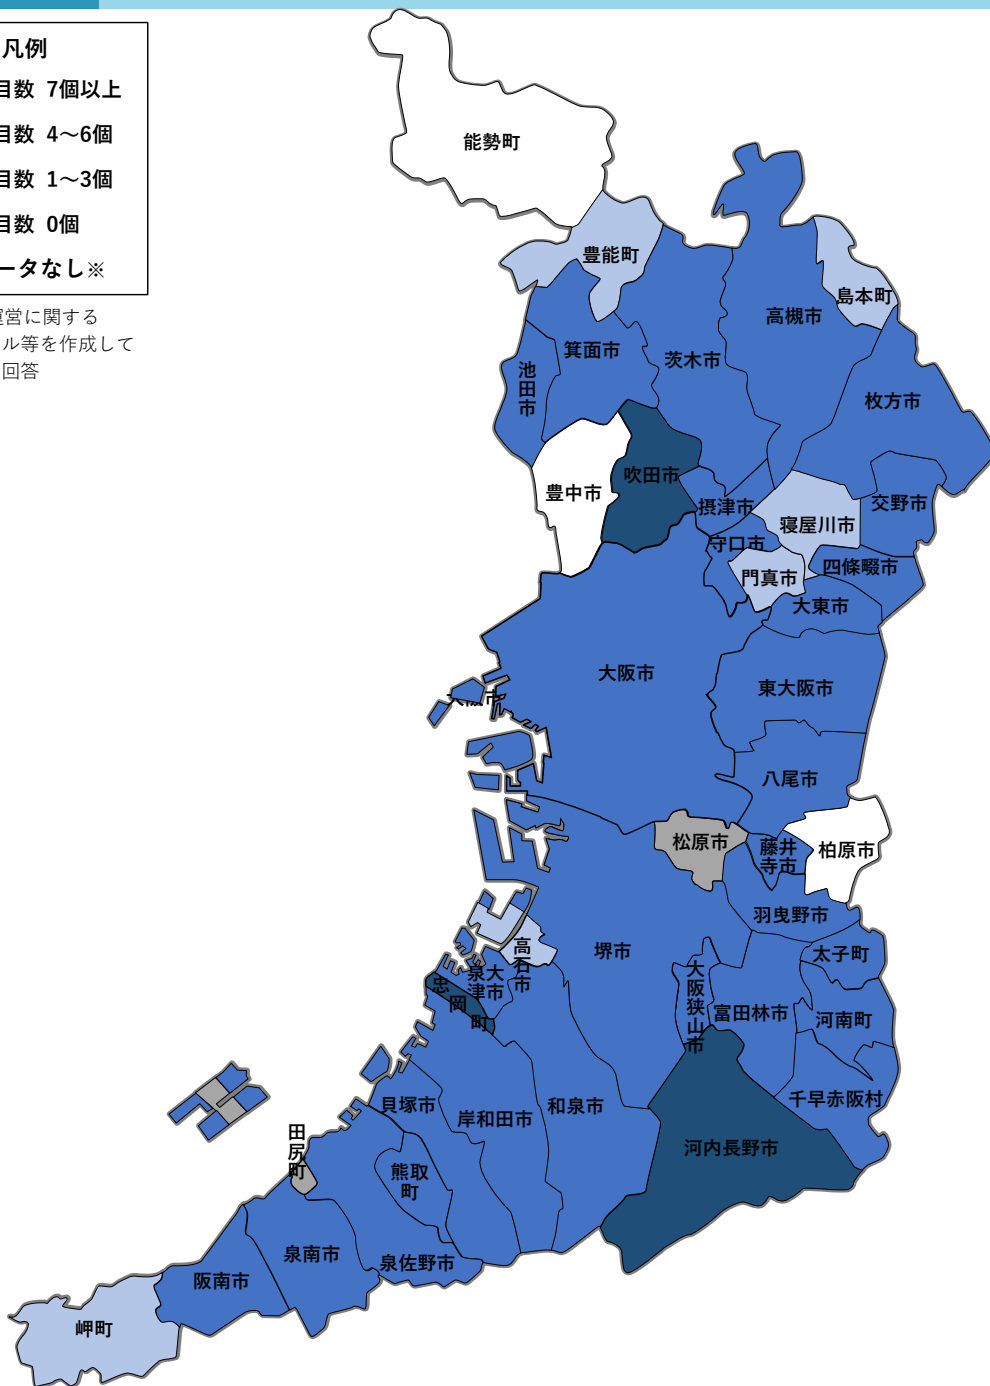 凡例
目数 7個以上
目数 4～6個
目数 1～3個
目数 0個
ータなし※
運営に関する
ル等を作成して
回答
能勢町
豊能町
島本町
高槻市
箕面市
茨木市
池田市
枚方市
吹田市
豊中市
摂津市
交野市
寝屋川市
守口市
門真市
四條畷市
大東市
大阪市
東大阪市
大阪市
八尾市
松原市
藤井
寺市
柏原市
羽曳野市
高石市
堺市
太子町
泉大
津市
大阪狭山市
忠岡町
富田林市
河南町
千早赤阪村
貝塚市
岸和田市
和泉市
田尻町
河内長野市
熊取
町
泉南市
泉佐野市
阪南市
岬町